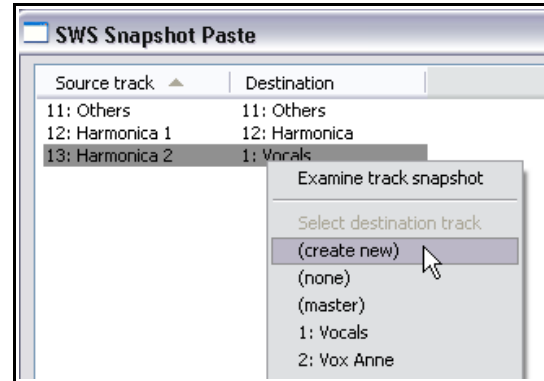 SWS Snapshot Paste
Source track Destination
11: Others 11: Others
12: Harmonica 1 12: Harmonica
13: Harmonica 2 1: Vocals
Examine track snapshot
Select destination track
(create new)
(none)
(master)
1: Vocals
2: Vox Anne